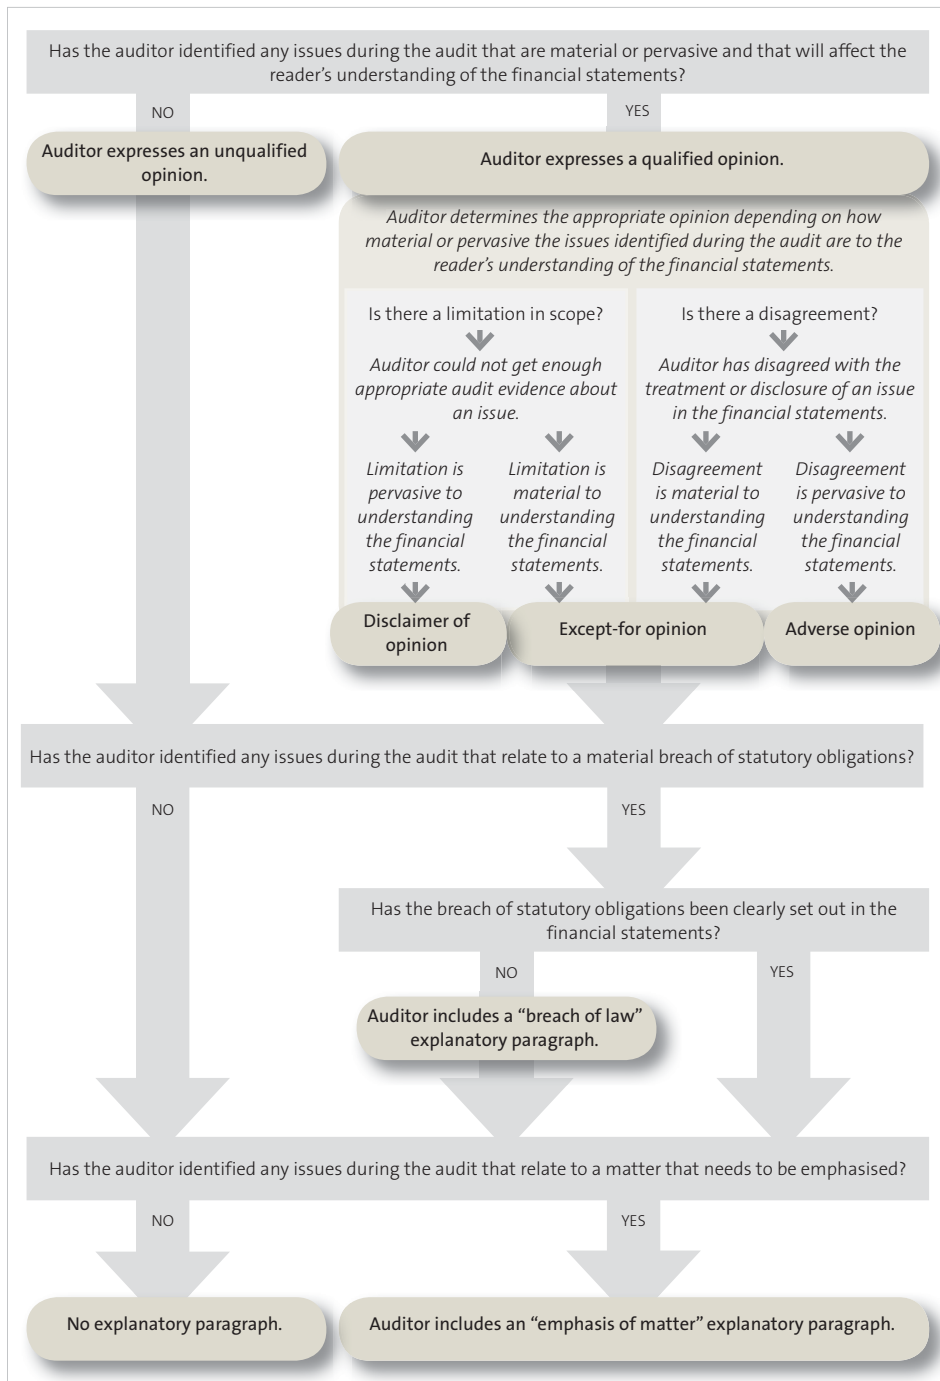 Has the auditor identified any issues during the audit that are material or pervasive and that will affect the
reader’s understanding of the financial statements?
NO
YES
Auditor expresses an unqualified
opinion.
Auditor expresses a qualified opinion.
Auditor determines the appropriate opinion depending on how
material or pervasive the issues identified during the audit are to the
reader’s understanding of the financial statements.
Is there a limitation in scope?
Auditor could not get enough
appropriate audit evidence about
an issue.
Is there a disagreement?
Auditor has disagreed with the
treatment or disclosure of an issue
in the financial statements.
Limitation is
pervasive to
understanding
the financial
statements.
Limitation is
material to
understanding
the financial
statements.
Disagreement
is material to
understanding
the financial
statements.
Disagreement
is pervasive to
understanding
the financial
statements.
Disclaimer of
opinion
Except-for opinion
Adverse opinion
Has the auditor identified any issues during the audit that relate to a material breach of statutory obligations?
NO
YES
Has the breach of statutory obligations been clearly set out in the
financial statements?
NO
YES
Auditor includes a “breach of law”
explanatory paragraph.
Has the auditor identified any issues during the audit that relate to a matter that needs to be emphasised?
NO
YES
No explanatory paragraph.
Auditor includes an “emphasis of matter” explanatory paragraph.